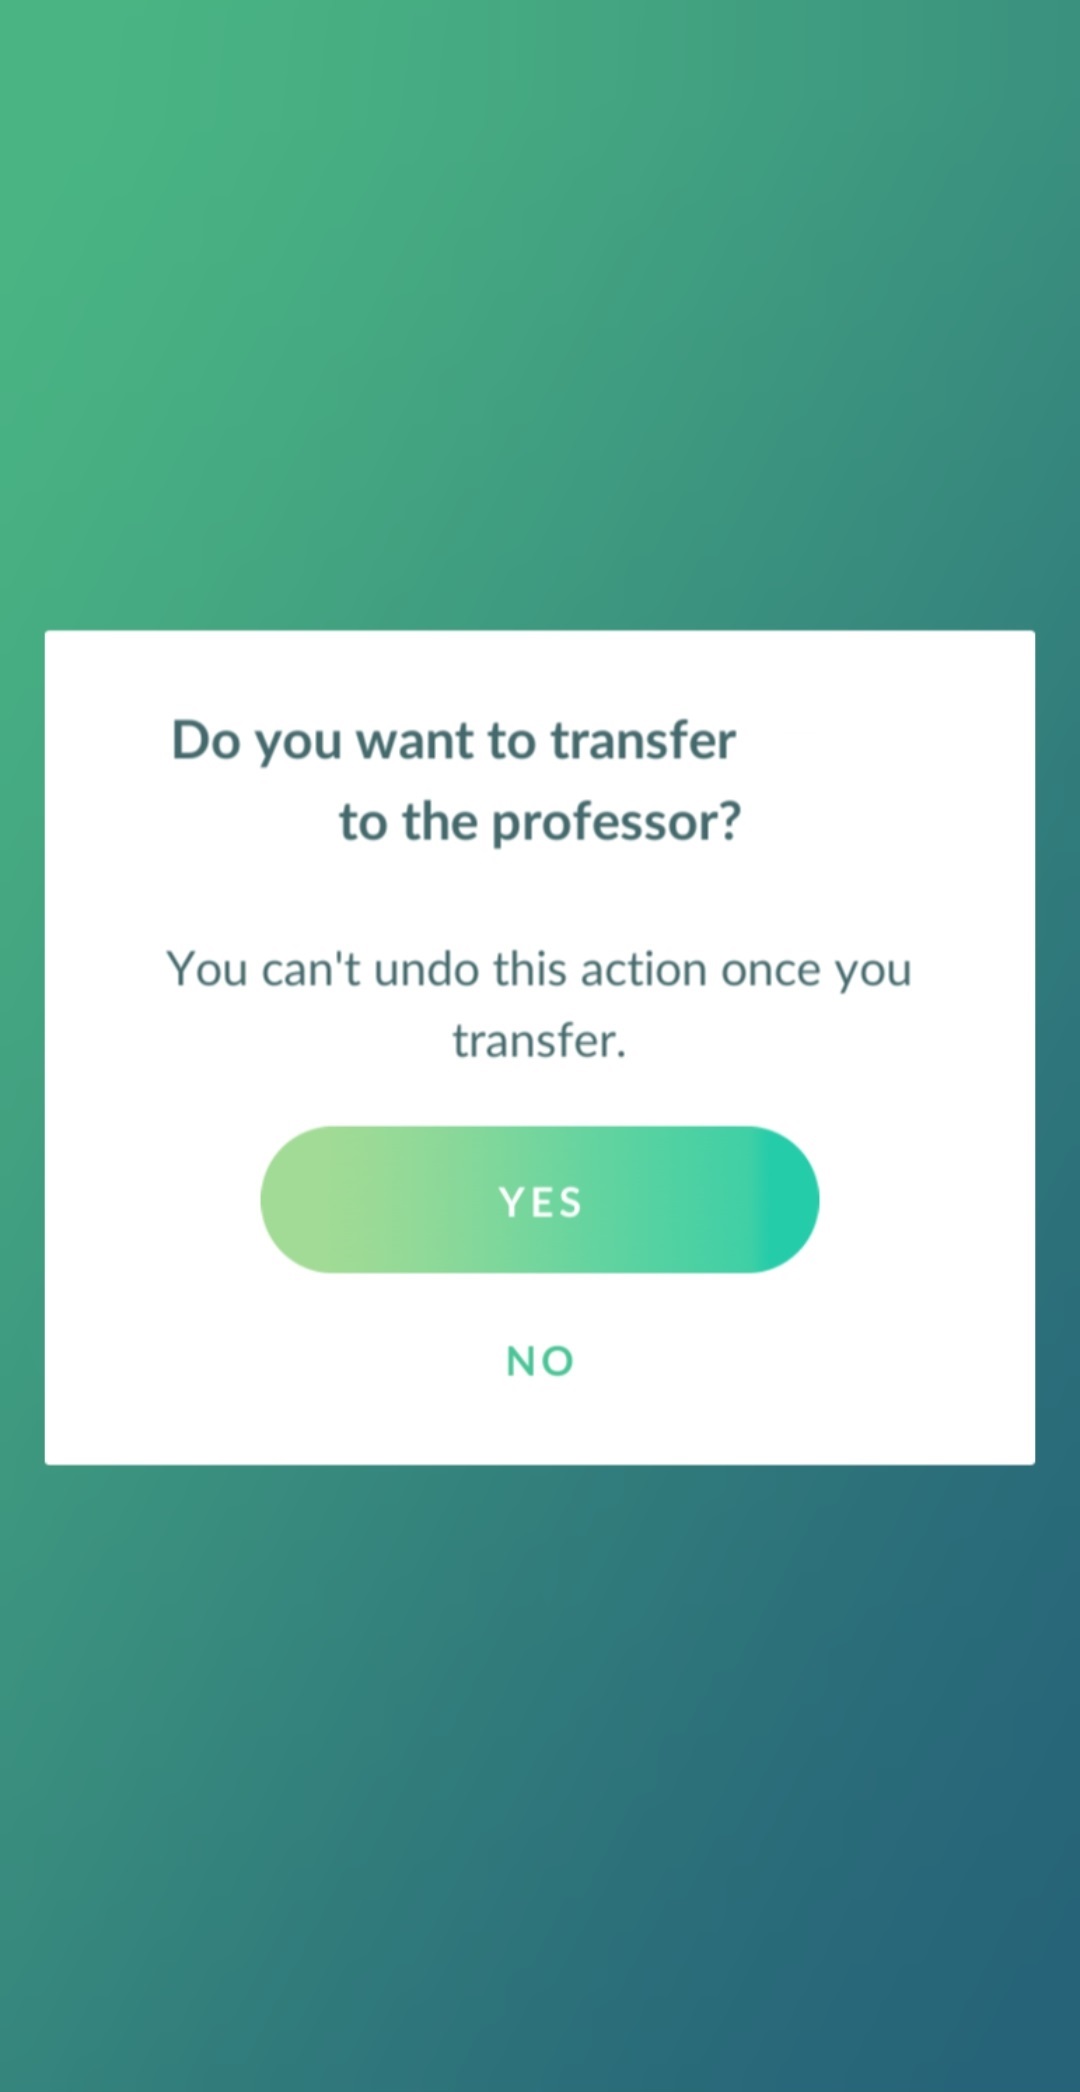 Do you want to transfer
to the professor?
You can't undo this action once you
transfer.
YES
NO